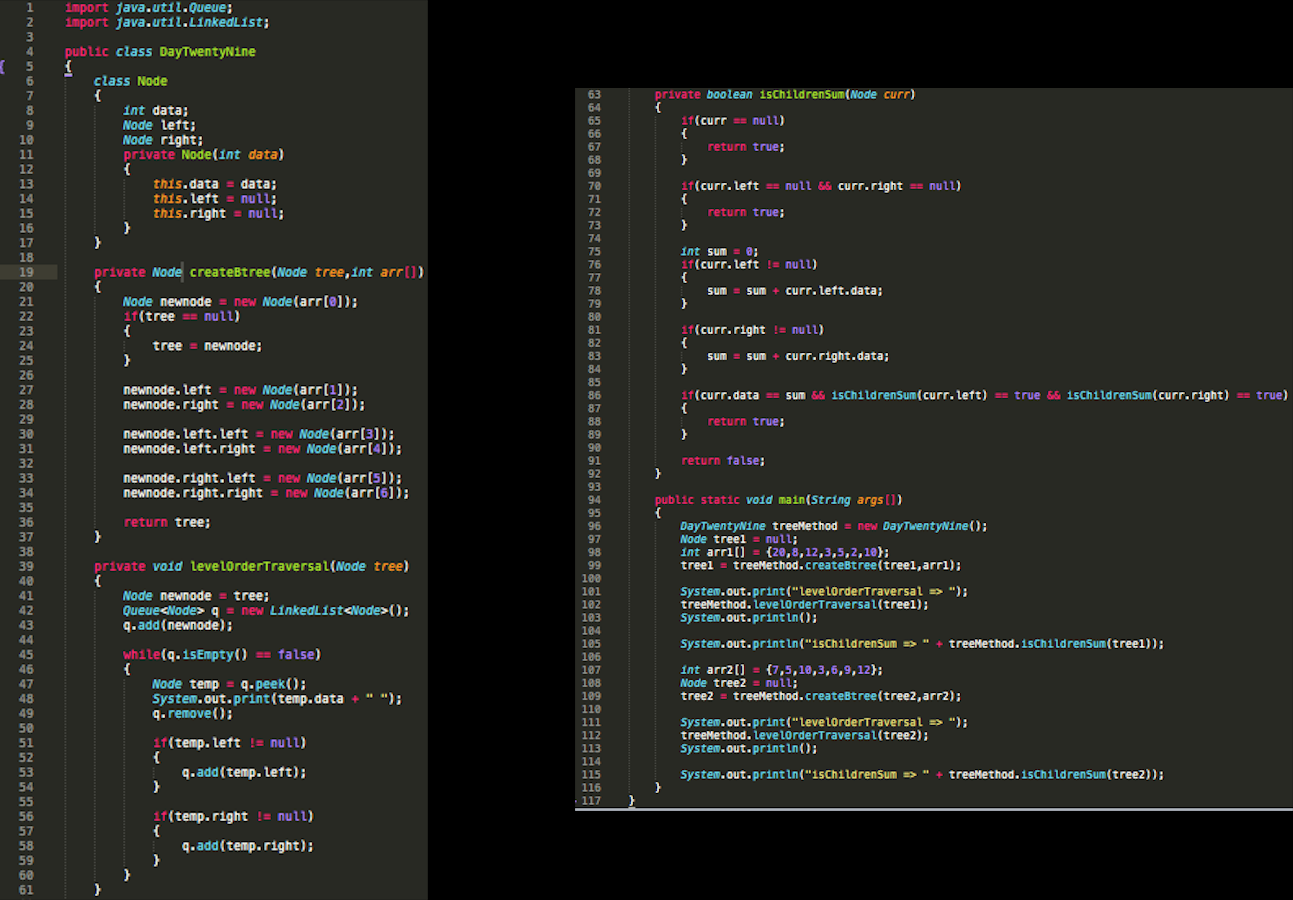 1 import java.util.Queue;
2 import java.util.LinkedList;
3
4 public class DayTwentyNine
5 {
6 class Node
7 {
8 int data;
9 Node left;
10 Node right;
11 private Node(int data)
12 {
13 this.data = data;
14 this.left = null;
15 this.right = null;
16 }
17 }
18
19 private Node createBtree(Node tree,int arr[])
20 {
21 Node newnode = new Node(arr[0]);
22 if(tree == null)
23 {
24 tree = newnode;
25 }
26
27 newnode.left = new Node(arr[1]);
28 newnode.right = new Node(arr[2]);
29
30 newnode.left.left = new Node(arr[3]);
31 newnode.left.right = new Node(arr[4]);
32
33 newnode.right.left = new Node(arr[5]);
34 newnode.right.right = new Node(arr[6]);
35
36 return tree;
37 }
38
39 private void levelOrderTraversal(Node tree)
40 {
41 Node newnode = tree;
42 Queue<Node> q = new LinkedList<Node>();
43 q.add(newnode);
44
45 while(q.isEmpty() == false)
46 {
47 Node temp = q.peek();
48 System.out.print(temp.data + " ");
49 q.remove();
50
51 if(temp.left != null)
52 {
53 q.add(temp.left);
54 }
55
56 if(temp.right != null)
57 {
58 q.add(temp.right);
59 }
60 }
61 }
63 private boolean isChildrenSum(Node curr)
64 {
65 if(curr == null)
66 {
67 return true;
68 }
69
70 if(curr.left == null && curr.right == null)
71 {
72 return true;
73 }
74
75 int sum = 0;
76 if(curr.left != null)
77 {
78 sum = sum + curr.left.data;
79 }
80
81 if(curr.right != null)
82 {
83 sum = sum + curr.right.data;
84 }
85
86 if(curr.data == sum && isChildrenSum(curr.left) == true && isChildrenSum(curr.right) == true)
87 {
88 return true;
89 }
90
91 return false;
92 }
93
94 public static void main(String args[])
95 {
96 DayTwentyNine treeMethod = new DayTwentyNine();
97 Node tree1 = null;
98 int arr1[] = {20,8,12,3,5,2,10};
99 tree1 = treeMethod.createBtree(tree1,arr1);
100
101 System.out.print("levelOrderTraversal => ");
102 treeMethod.levelOrderTraversal(tree1);
103 System.out.println();
104
105 System.out.println("isChildrenSum => " + treeMethod.isChildrenSum(tree1));
106
107 int arr2[] = {7,5,10,3,6,9,12};
108 Node tree2 = null;
109 tree2 = treeMethod.createBtree(tree2,arr2);
110
111 System.out.print("levelOrderTraversal => ");
112 treeMethod.levelOrderTraversal(tree2);
113 System.out.println();
114
115 System.out.println("isChildrenSum => " + treeMethod.isChildrenSum(tree2));
116 }
117 }